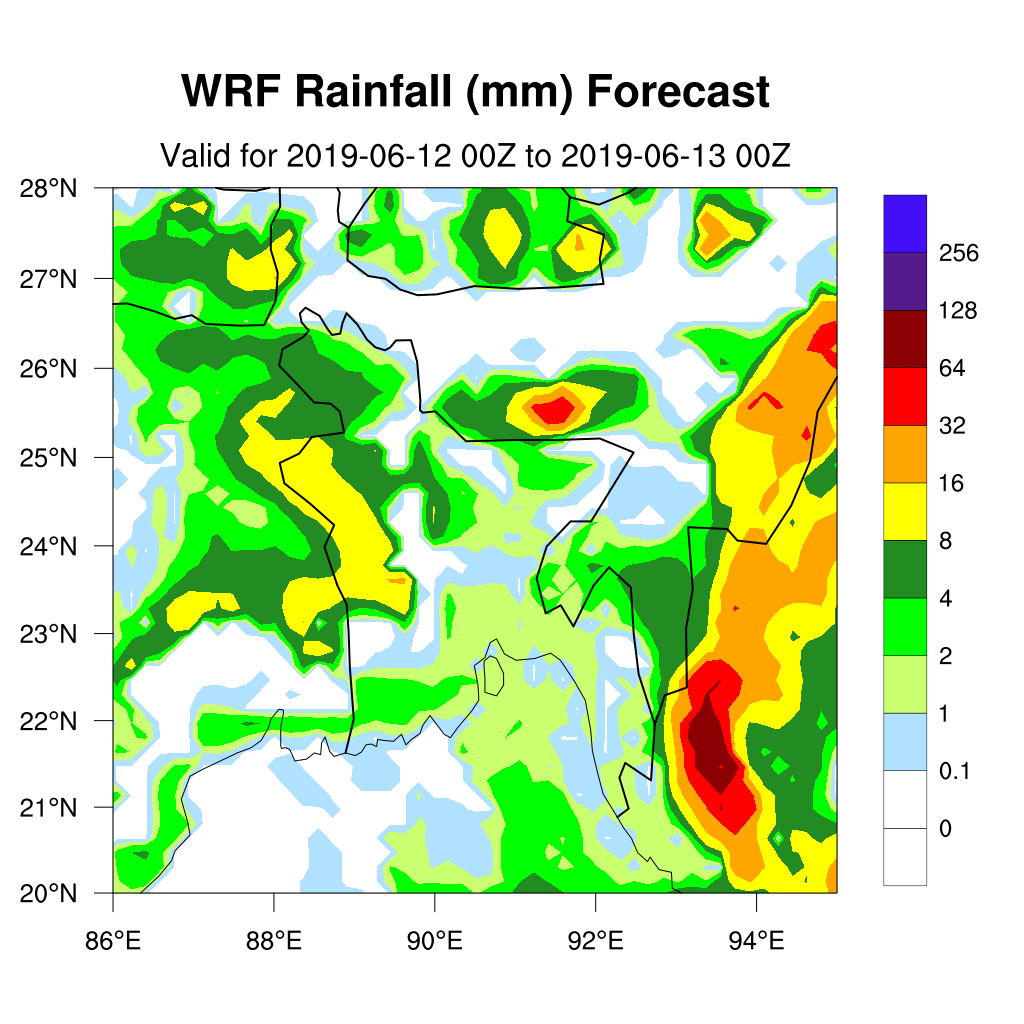 WRF Rainfall (mm) Forecast
Valid for 2019-06-12 00Z to 2019-06-13 00Z
28°N
27°N
26°N
25°N
24°N
23°N
22°N
21°N
20°N
86°E
88°E
90°E
92°E
94°E
256
128
64
32
16
8
4
2
1
0.1
0